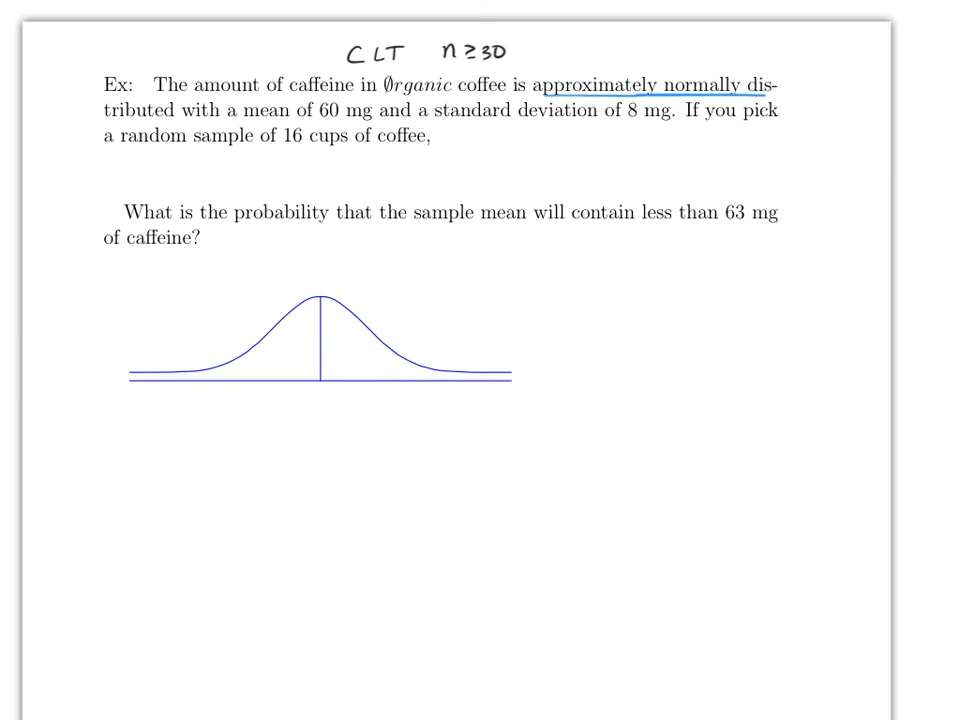 CLT n ≥ 30
Ex: The amount of caffeine in Ørganic coffee is approximately normally dis-
tributed with a mean of 60 mg and a standard deviation of 8 mg. If you pick
a random sample of 16 cups of coffee,
What is the probability that the sample mean will contain less than 63 mg
of caffeine?